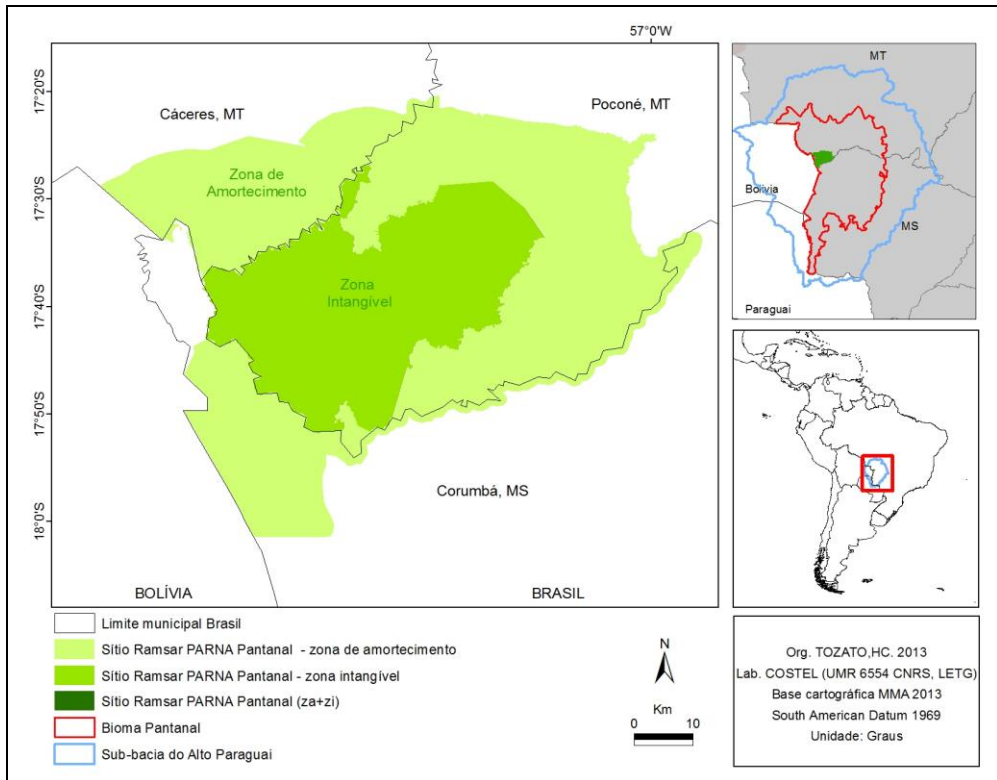 57°0'W
17°20'S
17°30'S
17°40'S
17°50'S
18°0'S
Cáceres, MT
Poconé, MT
Zona de
Amortecimento
Zona
Intangível
Corumbá, MS
BOLÍVIA
BRASIL
MT
Bolívia
MS
Paraguai
Limite municipal Brasil
Sítio Ramsar PARNA Pantanal - zona de amortecimento
Sítio Ramsar PARNA Pantanal - zona intangível
Sítio Ramsar PARNA Pantanal (za+zi)
Bioma Pantanal
Sub-bacia do Alto Paraguai
N
Km
0 10
Org. TOZATO,HC. 2013
Lab. COSTEL (UMR 6554 CNRS, LETG)
Base cartográfica MMA 2013
South American Datum 1969
Unidade: Graus